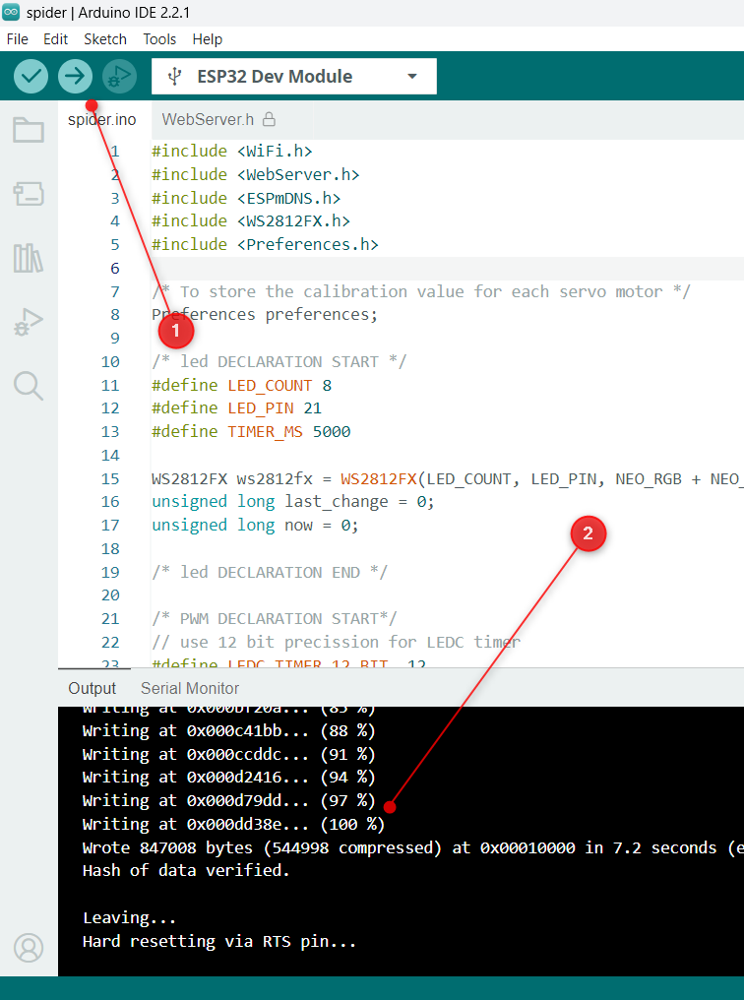 spider | Arduino IDE 2.2.1
File Edit Sketch Tools Help
ESP32 Dev Module
spider.ino WebServer.h
1 #include <WiFi.h>
2 #include <WebServer.h>
3 #include <ESPmDNS.h>
4 #include <WS2812FX.h>
5 #include <Preferences.h>
6
7 /* To store the calibration value for each servo motor */
8 Preferences preferences;
1
9
10 /* led DECLARATION START */
11 #define LED_COUNT 8
12 #define LED_PIN 21
13 #define TIMER_MS 5000
14
15 WS2812FX ws2812fx = WS2812FX(LED_COUNT, LED_PIN, NEO_RGB + NEO_
16 unsigned long last_change = 0;
17 unsigned long now = 0;
2
18
19 /* led DECLARATION END */
20
21 /* PWM DECLARATION START*/
22 // use 12 bit precission for LEDC timer
23 #define LEDC_TIMER_12_BIT 12
Output Serial Monitor
Writing at 0x000bf20a... (85 %)
Writing at 0x000c41bb... (88 %)
Writing at 0x000ccddc... (91 %)
Writing at 0x000d2416... (94 %)
Writing at 0x000d79dd... (97 %)
Writing at 0x000dd38e... (100 %)
Wrote 847008 bytes (544998 compressed) at 0x00010000 in 7.2 seconds (e
Hash of data verified.
Leaving...
Hard resetting via RTS pin...